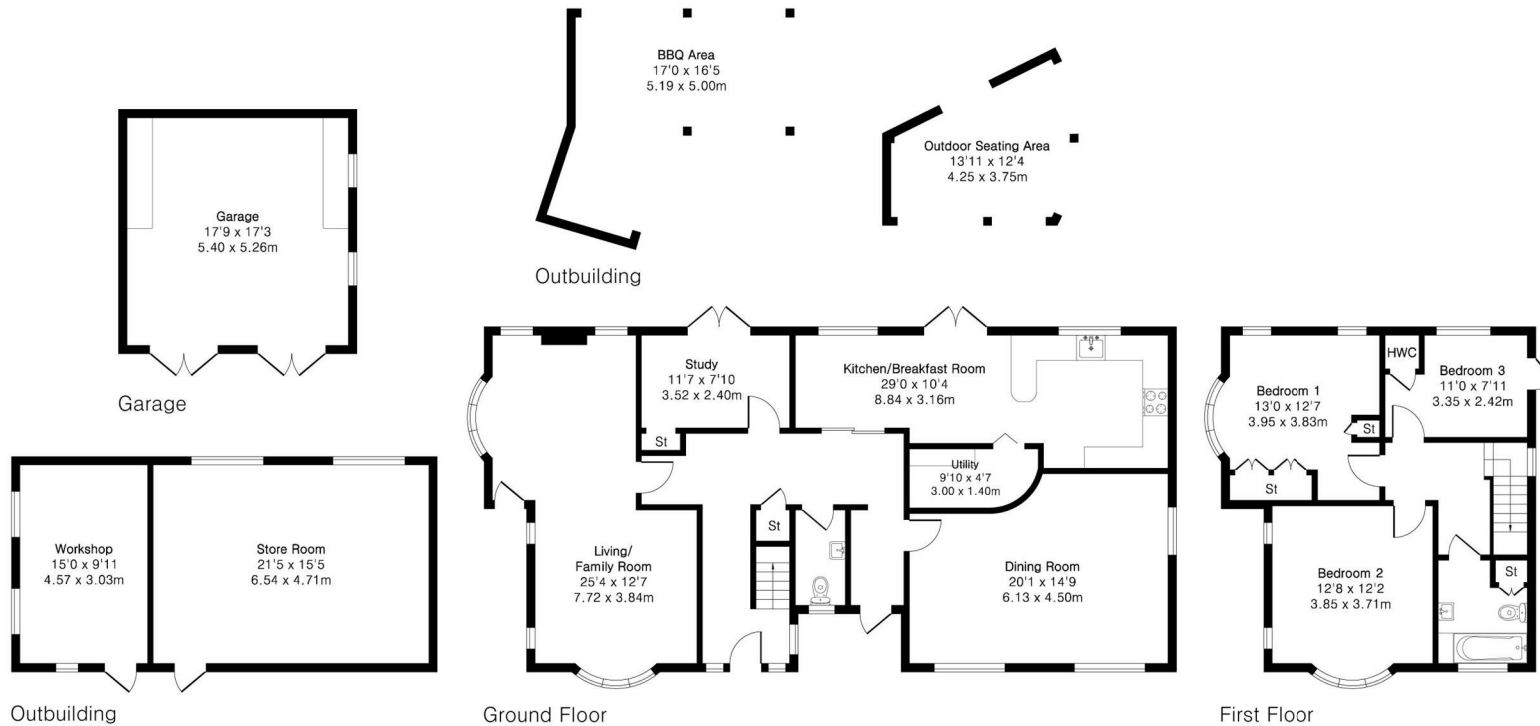 BBQ Area
17'0 x 16'5
5.19 x 5.00m
Outdoor Seating Area
13'11 x 12'4
4.25 x 3.75m
Outbuilding
Garage
17'9 x 17'3
5.40 x 5.26m
Garage
Workshop
15'0 x 9'11
4.57 x 3.03m
Store Room
21'5 x 15'5
6.54 x 4.71m
Outbuilding
Study
11'7 x 7'10
3.52 x 2.40m
St
Kitchen/Breakfast Room
29'0 x 10'4
8.84 x 3.16m
Utility
9'10 x 4'7
3.00 x 1.40m
St
Living/
Family Room
25'4 x 12'7
7.72 x 3.84m
Dining Room
20'1 x 14'9
6.13 x 4.50m
Ground Floor
HWC
Bedroom 3
11'0 x 7'11
3.35 x 2.42m
Bedroom 1
13'0 x 12'7
3.95 x 3.83m
St
St
Bedroom 2
12'8 x 12'2
3.85 x 3.71m
St
First Floor